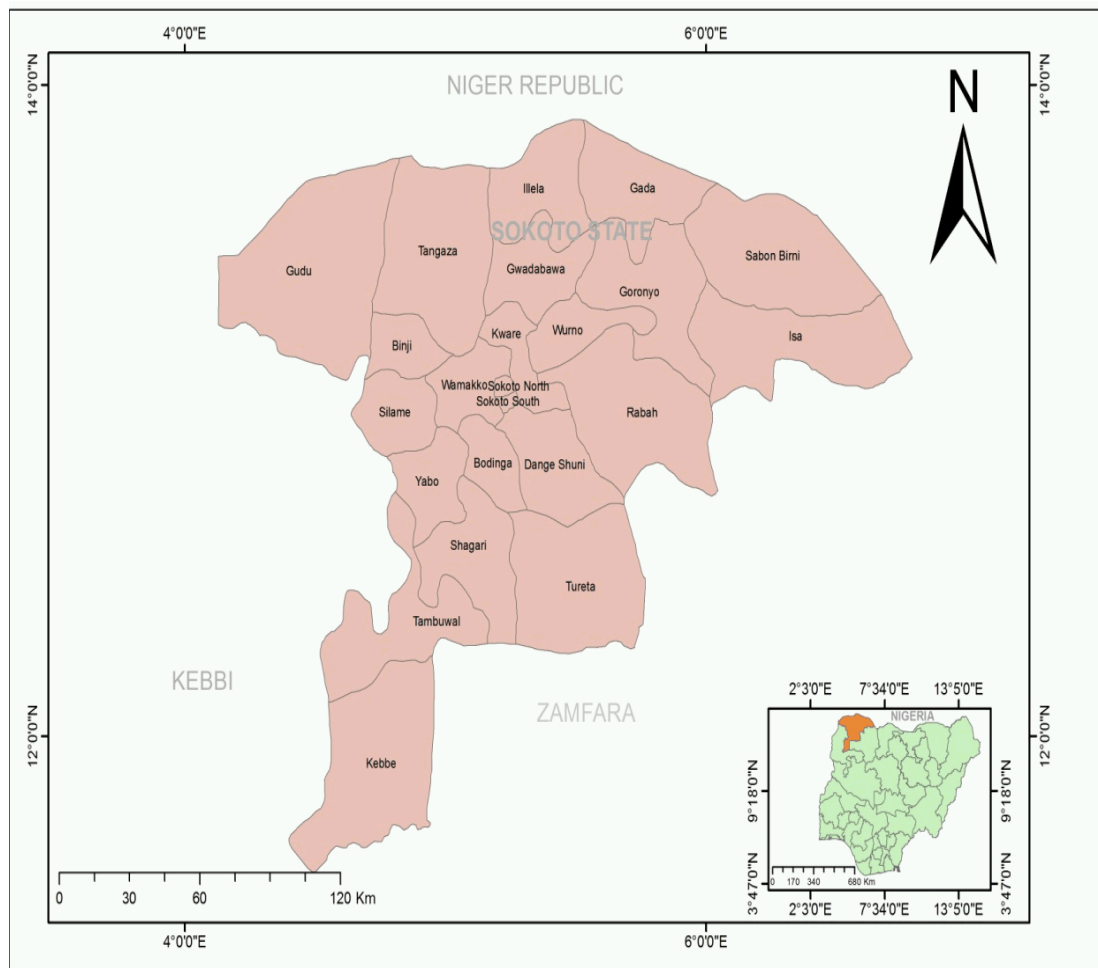 4°0'0"E
6°0'0"E
14°0'0"N
14°0'0"N
NIGER REPUBLIC
N
Illela
Gada
SOKOTO STATE
Tangaza
Sabon Birni
Gudu
Gwadabawa
Goronyo
Kware
Wurno
Isa
Binji
Wamakko
Sokoto North
Sokoto South
Silame
Rabah
Bodinga
Dange Shuni
Yabo
Shagari
Tureta
Tambuwal
KEBBI
ZAMFARA
12°0'0"N
12°0'0"N
Kebbe
2°3'0"E
7°34'0"E
13°5'0"E
NIGERIA
9°18'0"N
9°18'0"N
3°47'0"N
3°47'0"N
0 170 340 680 Km
2°3'0"E
7°34'0"E
13°5'0"E
0 30 60 120 Km
4°0'0"E
6°0'0"E